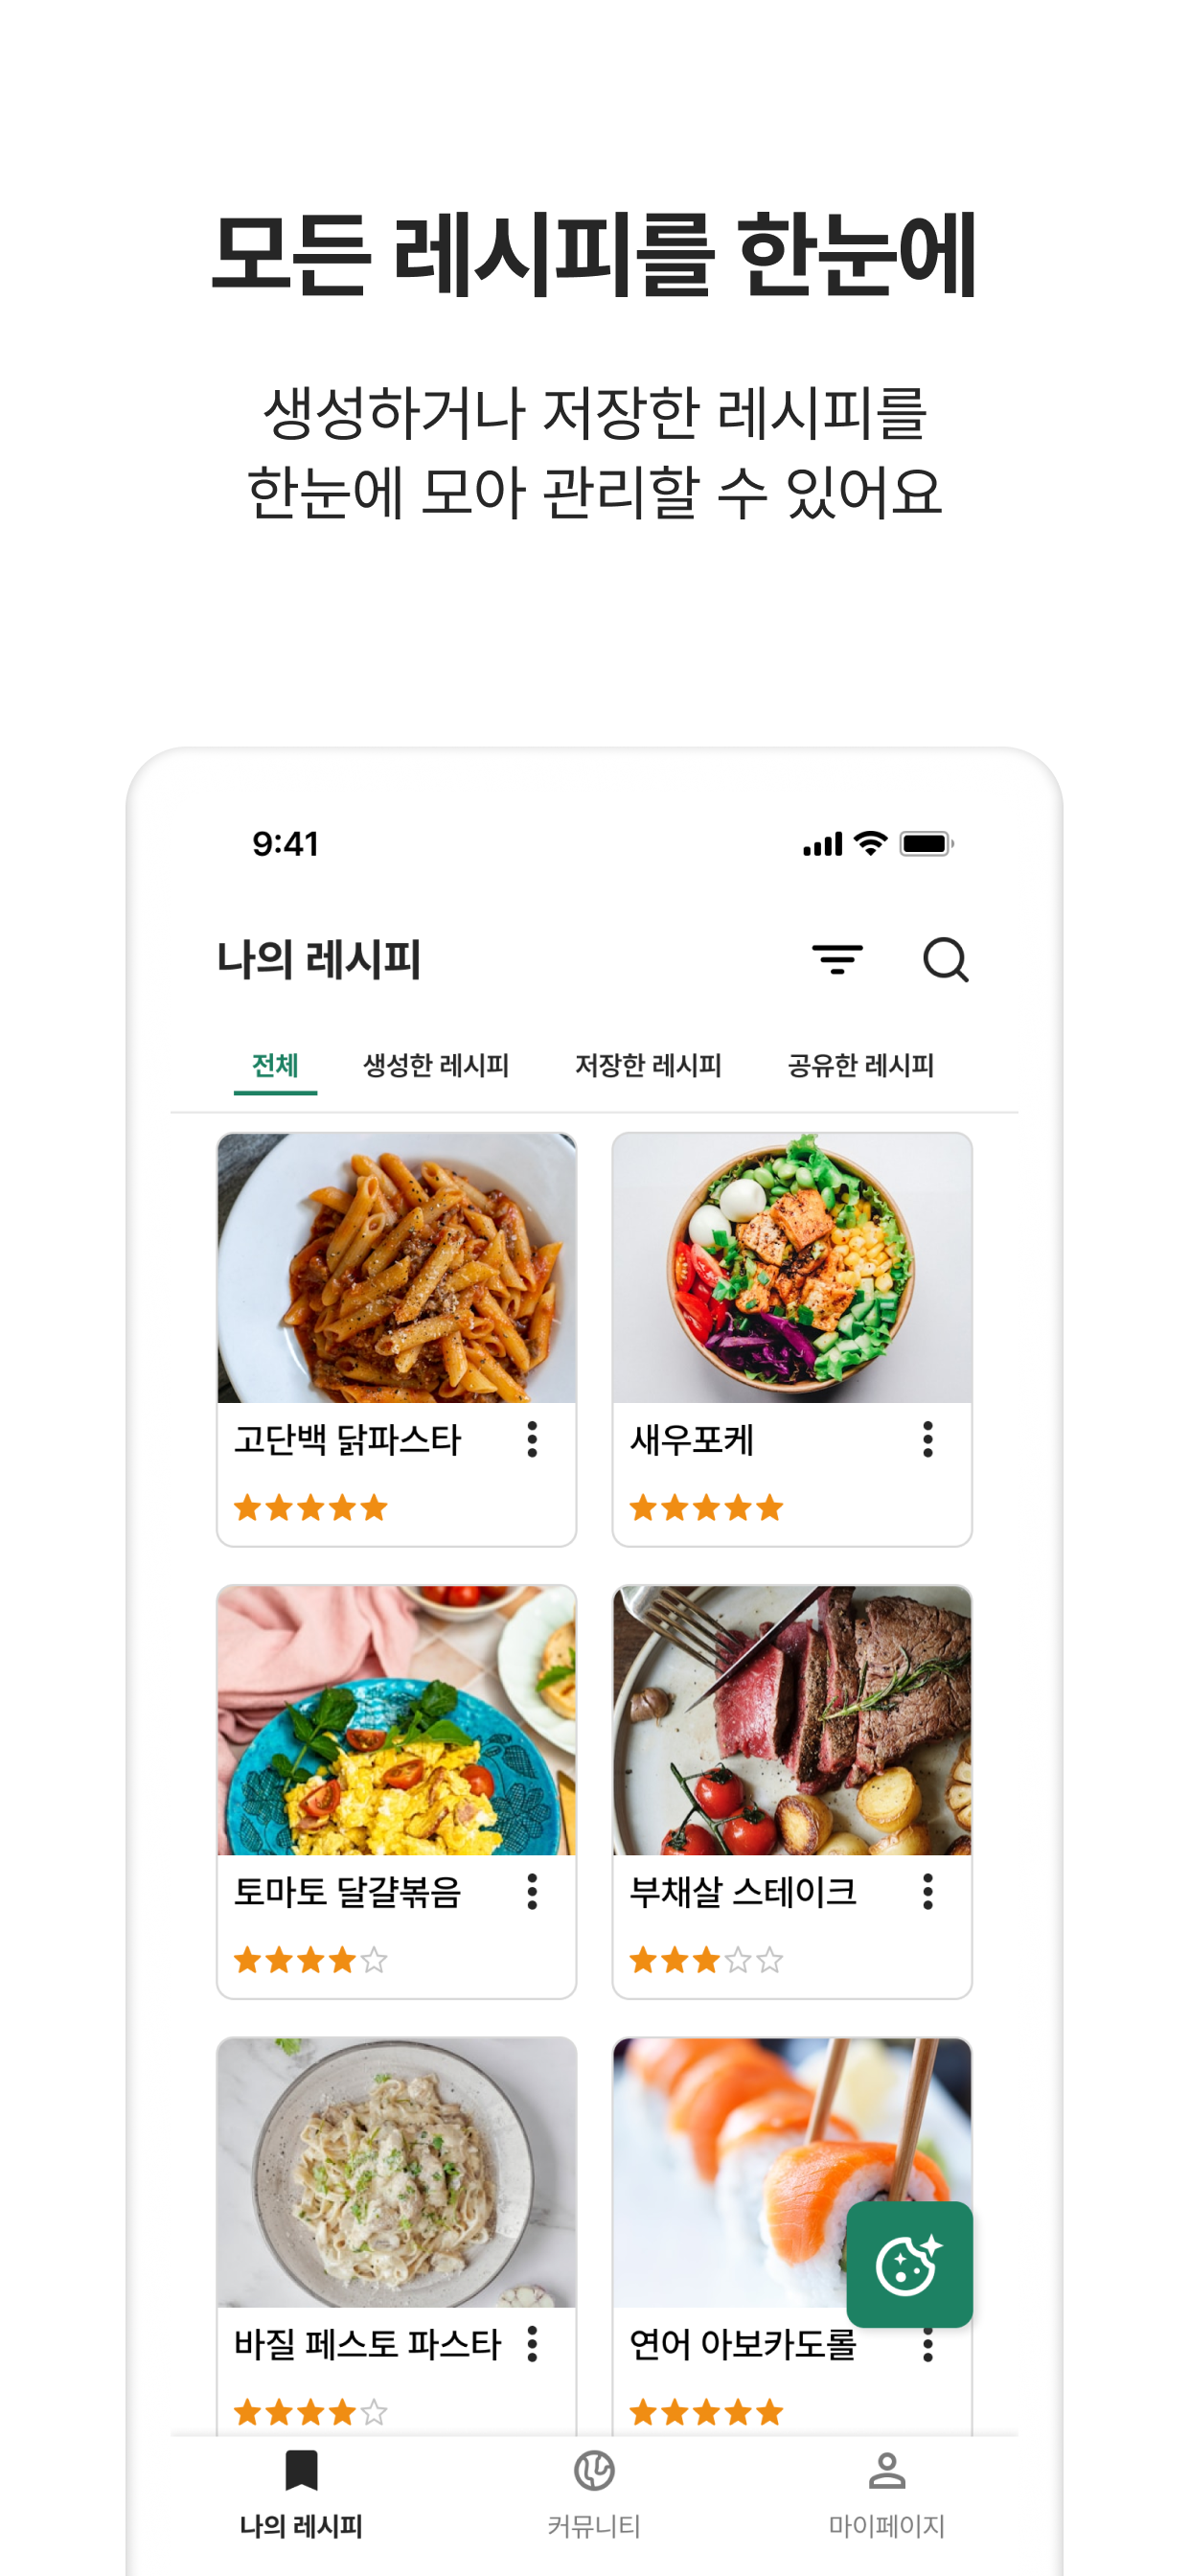 모든 레시피를 한눈에
생성하거나 저장한 레시피를
한눈에 모아 관리할 수 있어요
9:41
나의 레시피
전체 생성한 레시피 저장한 레시피 공유한 레시피
고단백 닭파스타
새우포케
토마토 달걀볶음
부채살 스테이크
바질 페스토 파스타
연어 아보카도롤
나의 레시피 커뮤니티 마이페이지